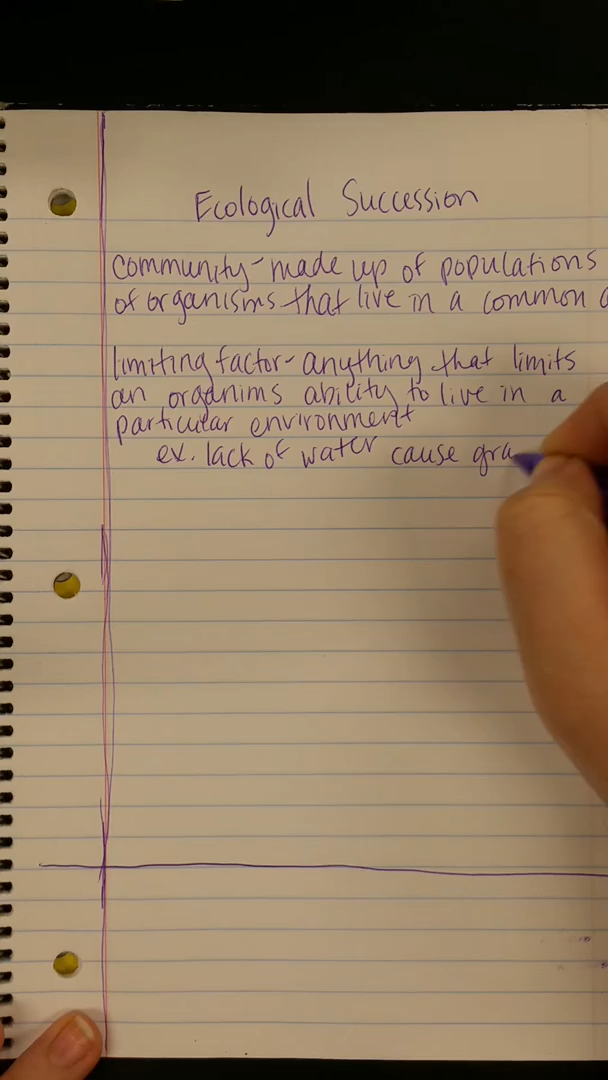 Ecological Succession
community - made up of populations
of organisms that live in a common a
limiting factor - anything that limits
an organims ability to live in a
particular environment
ex. lack of water cause gra